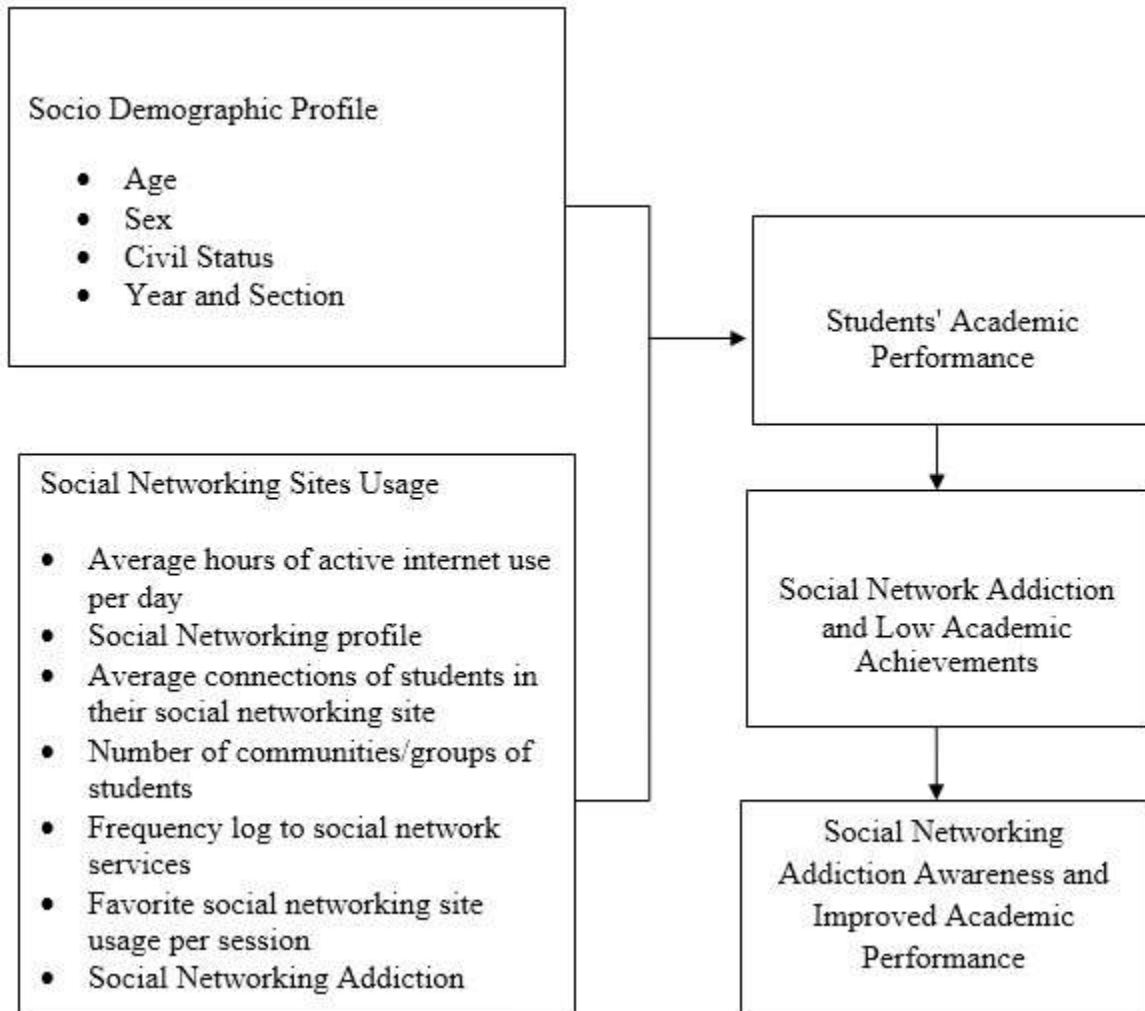 Socio Demographic Profile
• Age
• Sex
• Civil Status
• Year and Section
Social Networking Sites Usage
• Average hours of active internet use
per day
• Social Networking profile
• Average connections of students in
their social networking site
• Number of communities/groups of
students
• Frequency log to social network
services
• Favorite social networking site
usage per session
• Social Networking Addiction
Students' Academic
Performance
Social Network Addiction
and Low Academic
Achievements
Social Networking
Addiction Awareness and
Improved Academic
Performance